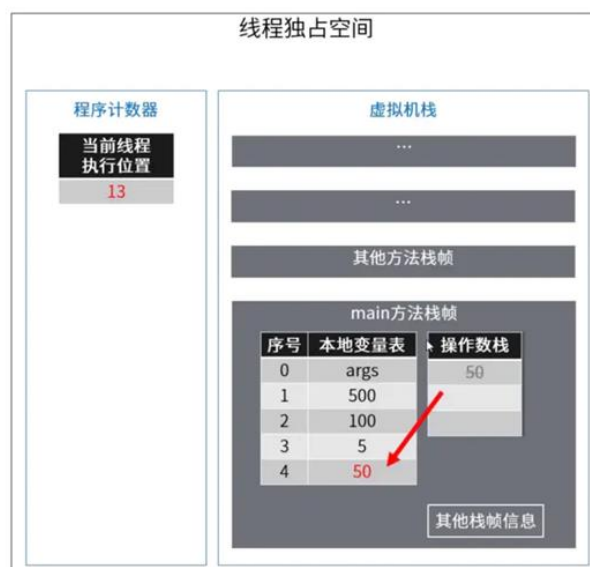 线程独占空间
程序计数器
当前线程
执行位置
13
虚拟机栈
...
...
其他方法栈帧
main方法栈帧
序号 本地变量表
0 args
1 500
2 100
3 5
4 50
操作数栈
50
其他栈帧信息